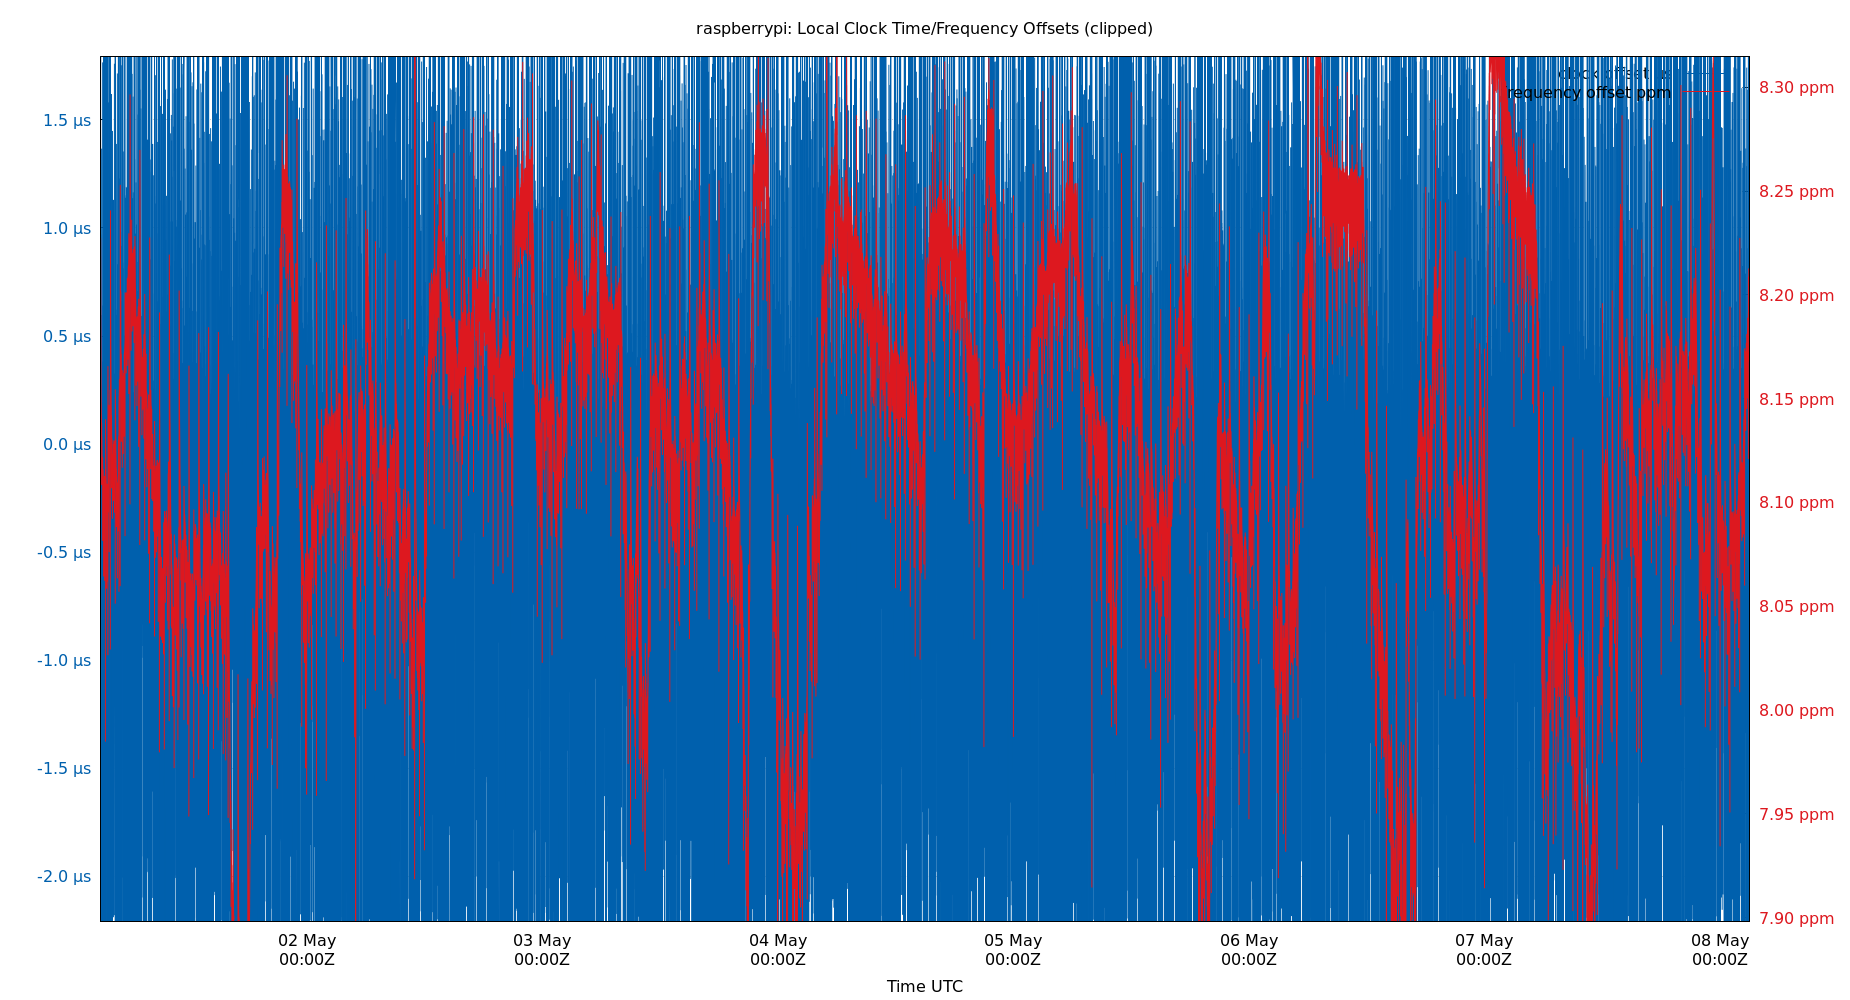 raspberrypi: Local Clock Time/Frequency Offsets (clipped)
clock offset µs
frequency offset ppm
1.5 µs
1.0 µs
0.5 µs
0.0 µs
-0.5 µs
-1.0 µs
-1.5 µs
-2.0 µs
8.30 ppm
8.25 ppm
8.20 ppm
8.15 ppm
8.10 ppm
8.05 ppm
8.00 ppm
7.95 ppm
7.90 ppm
02 May 03 May 04 May 05 May 06 May 07 May 08 May
00:00Z 00:00Z 00:00Z 00:00Z 00:00Z 00:00Z 00:00Z
Time UTC